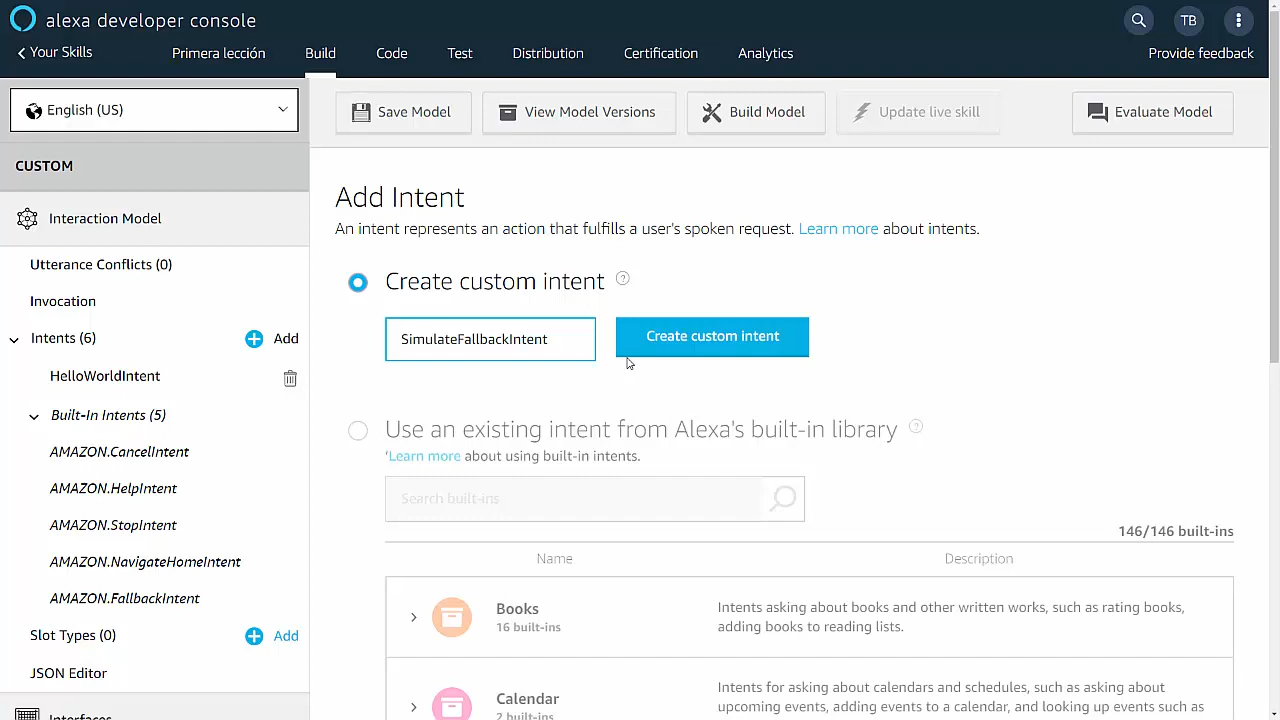 alexa developer console
TB
Your Skills
Primera lección
Build
Code
Test
Distribution
Certification
Analytics
Provide feedback
English (US)
Save Model
View Model Versions
Build Model
Update live skill
Evaluate Model
CUSTOM
Interaction Model
Utterance Conflicts (0)
Invocation
Intents (6)
Add
HelloWorldIntent
Built-In Intents (5)
AMAZON.CancelIntent
AMAZON.HelpIntent
AMAZON.StopIntent
AMAZON.NavigateHomeIntent
AMAZON.FallbackIntent
Slot Types (0)
Add
JSON Editor
Interfaces
Add Intent
An intent represents an action that fulfills a user's spoken request. Learn more about intents.
Create custom intent ?
SimulateFallbackIntent
Create custom intent
Use an existing intent from Alexa's built-in library ?
'Learn more about using built-in intents.
Search built-ins
146/146 built-ins
Name
Description
Books
16 built-ins
Intents asking about books and other written works, such as rating books,
adding books to reading lists.
Calendar
2 built-ins
Intents for asking about calendars and schedules, such as asking about
upcoming events, adding events to a calendar, and looking up events such as